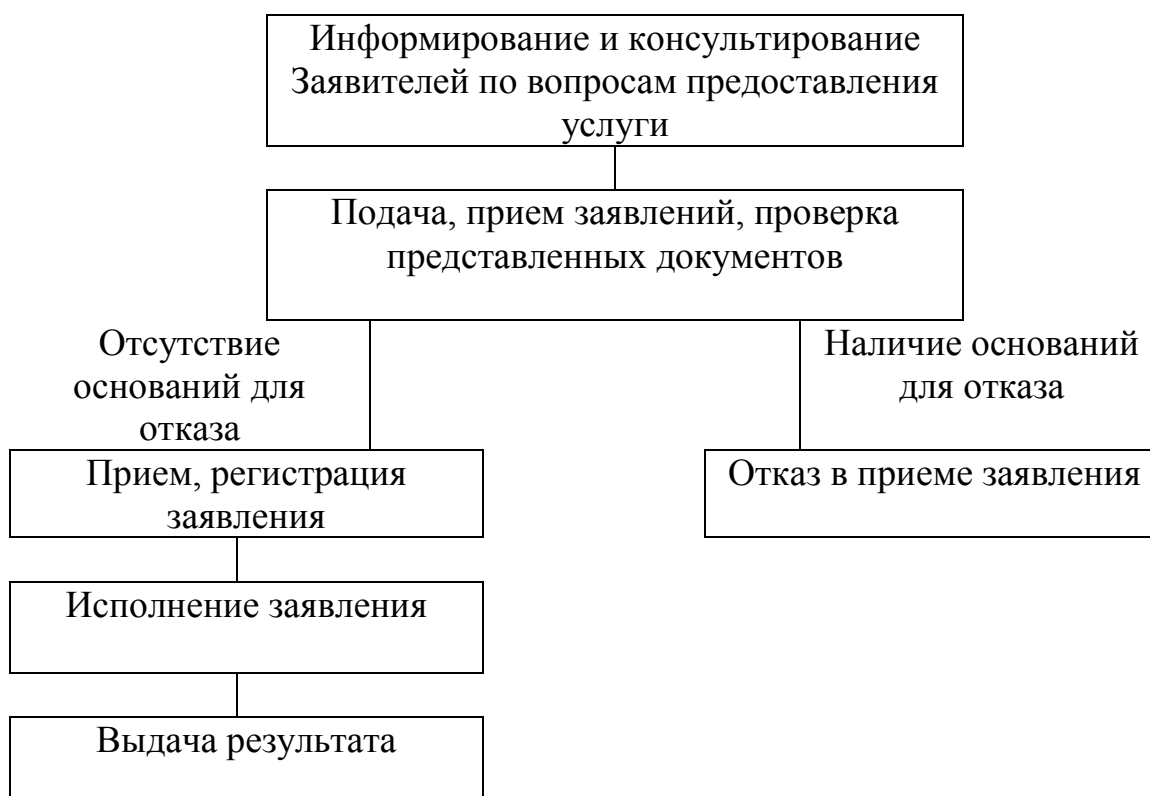 Информирование и консультирование
Заявителей по вопросам предоставления
услуги
Подача, прием заявлений, проверка
представленных документов
Отсутствие
оснований для
отказа
Наличие оснований
для отказа
Прием, регистрация
заявления
Отказ в приеме заявления
Исполнение заявления
Выдача результата